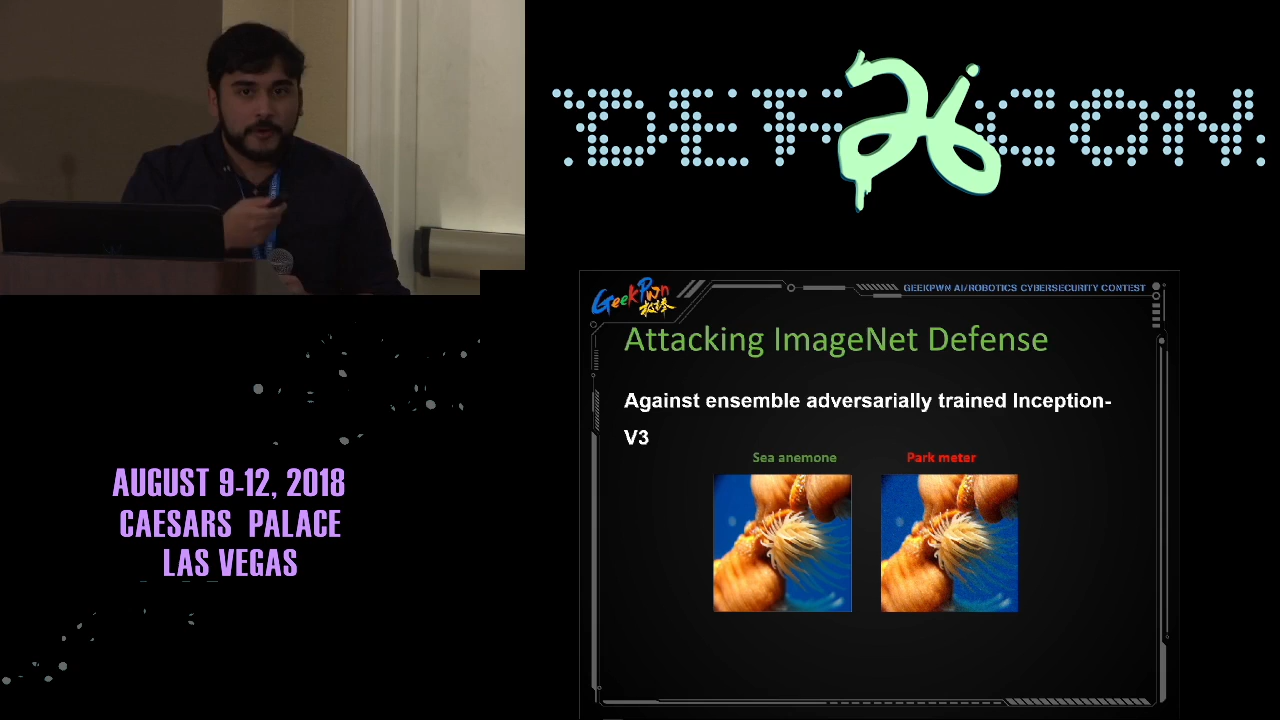 DEF CON
26
GEEKPWN AI/ROBOTICS CYBERSECURITY CONTEST
GeekPwn
Attacking ImageNet Defense
Against ensemble adversarially trained Inception-
V3
Sea anemone
Park meter
AUGUST 9-12, 2018
CAESARS PALACE
LAS VEGAS